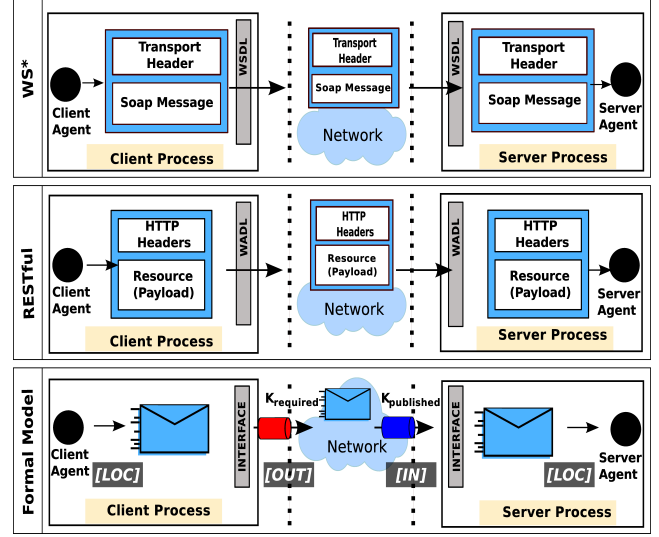 WS*
Client
Agent
Transport
Header
Soap Message
WSDL
Client Process
Transport
Header
Soap Message
Network
WSDL
Transport
Header
Soap Message
Server
Agent
Server Process
RESTful
Client
Agent
HTTP
Headers
Resource
(Payload)
WADL
Client Process
HTTP
Headers
Resource
(Payload)
Network
WADL
HTTP
Headers
Resource
(Payload)
Server
Agent
Server Process
Formal Model
Client
Agent
[LOC]
INTERFACE
Client Process
Krequired
[OUT]
Network
Kpublished
[IN]
INTERFACE
[LOC]
Server
Agent
Server Process